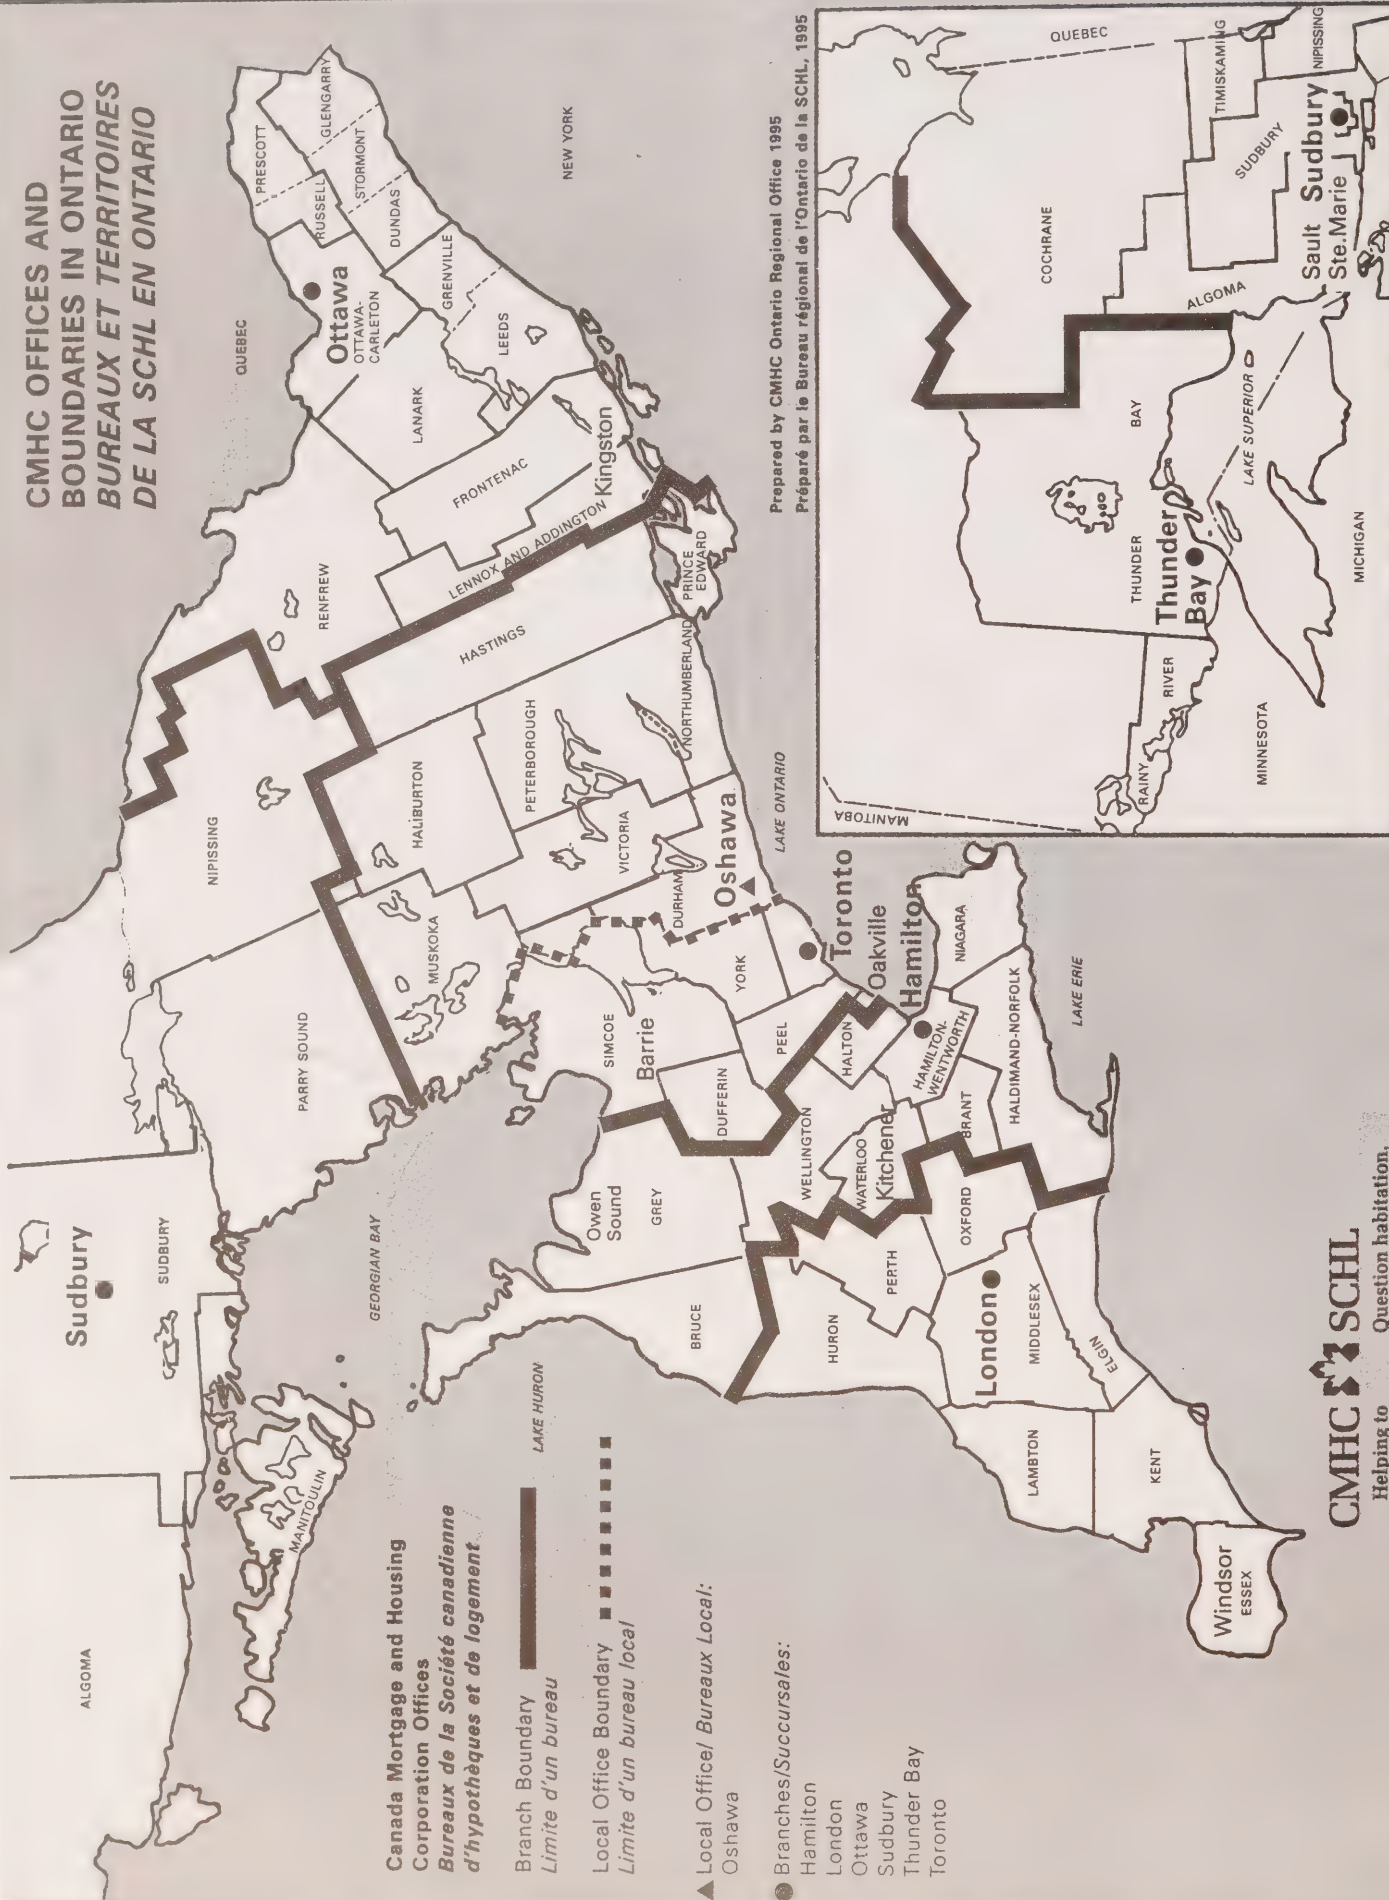 CMHC OFFICES AND
BOUNDARIES IN ONTARIO
BUREAUX ET TERRITOIRES
DE LA SCHL EN ONTARIO
PRESCOTT
GLENGARRY
RUSSELL
STORMONT
DUNDAS
Ottawa
OTTAWA-
CARLETON
GRENVILLE
LEEDS
LANARK
FRONTENAC
Kingston
LENNOX AND ADDINGTON
RENFREW
HASTINGS
PRINCE
EDWARD
QUEBEC
NEW YORK
NIPISSING
HALIBURTON
PETERBOROUGH
NORTHUMBERLAND
VICTORIA
DURHAM
Oshawa
LAKE ONTARIO
MUSKOKA
PARRY SOUND
SIMCOE
Barrie
YORK
Toronto
Oakville
Hamilton
PEEL
HALTON
DUFFERIN
HAMILTON-
WENTWORTH
NIAGARA
HALDIMAND-NORFOLK
LAKE ERIE
BRANT
WELLINGTON
WATERLOO
Kitchener
Owen
Sound
GREY
BRUCE
OXFORD
PERTH
HURON
London
MIDDLESEX
ELGIN
LAMBTON
KENT
Windsor
ESSEX
Sudbury
SUDBURY
GEORGIAN BAY
LAKE HURON
MANITOULIN
ALGOMA
Canada Mortgage and Housing
Corporation Offices
Bureaux de la Société canadienne
d'hypothèques et de logement
Branch Boundary
Limite d'un bureau
Local Office Boundary
Limite d'un bureau local
Local Office/ Bureaux Local:
Oshawa
Branches/Succursales:
Hamilton
London
Ottawa
Sudbury
Thunder Bay
Toronto
Prepared by CMHC Ontario Regional Office 1995
Préparé par le Bureau régional de l'Ontario de la SCHL, 1995
QUEBEC
TIMISKAMING
NIPISSING
SUDBURY
Sudbury
Sault
Ste.Marie
COCHRANE
ALGOMA
THUNDER
BAY
Thunder
Bay
LAKE SUPERIOR
MICHIGAN
RAINY
RIVER
MINNESOTA
MANITOBA
CMHC SCHL
Helping to
Question habitation,